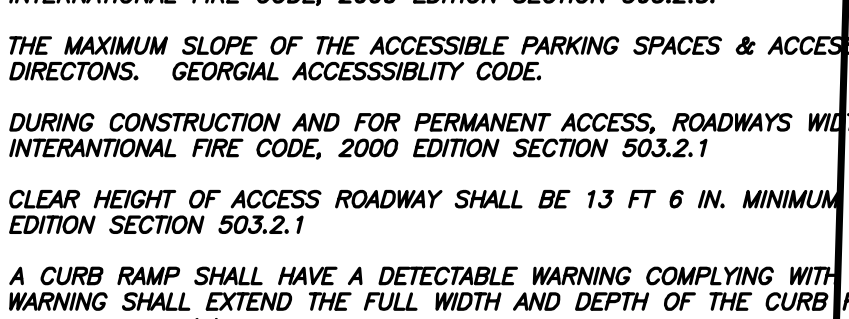 INTERNATIONAL FIRE CODE, 2000 EDITION SECTION 503.2.3.
THE MAXIMUM SLOPE OF THE ACCESSIBLE PARKING SPACES & ACCES
DIRECTONS. GEORGIAL ACCESSSIBLITY CODE.
DURING CONSTRUCTION AND FOR PERMANENT ACCESS, ROADWAYS WIDT
INTERANTIONAL FIRE CODE, 2000 EDITION SECTION 503.2.1
CLEAR HEIGHT OF ACCESS ROADWAY SHALL BE 13 FT 6 IN. MINIMUM
EDITION SECTION 503.2.1
A CURB RAMP SHALL HAVE A DETECTABLE WARNING COMPLYING WITH
WARNING SHALL EXTEND THE FULL WIDTH AND DEPTH OF THE CURB